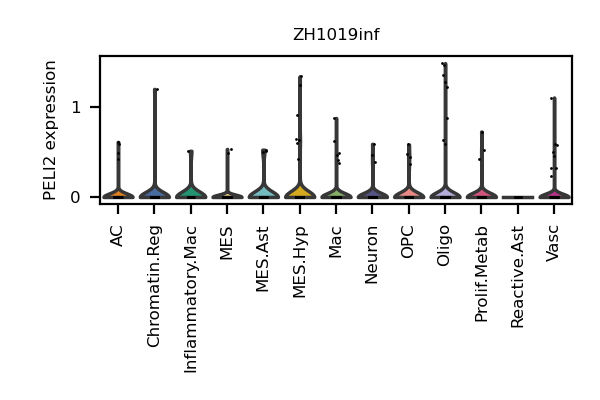 ZH1019inf
PELI2 expression
1
0
AC
Chromatin.Reg
Inflammatory.Mac
MES
MES.Ast
MES.Hyp
Mac
Neuron
OPC
Oligo
Prolif.Metab
Reactive.Ast
Vasc